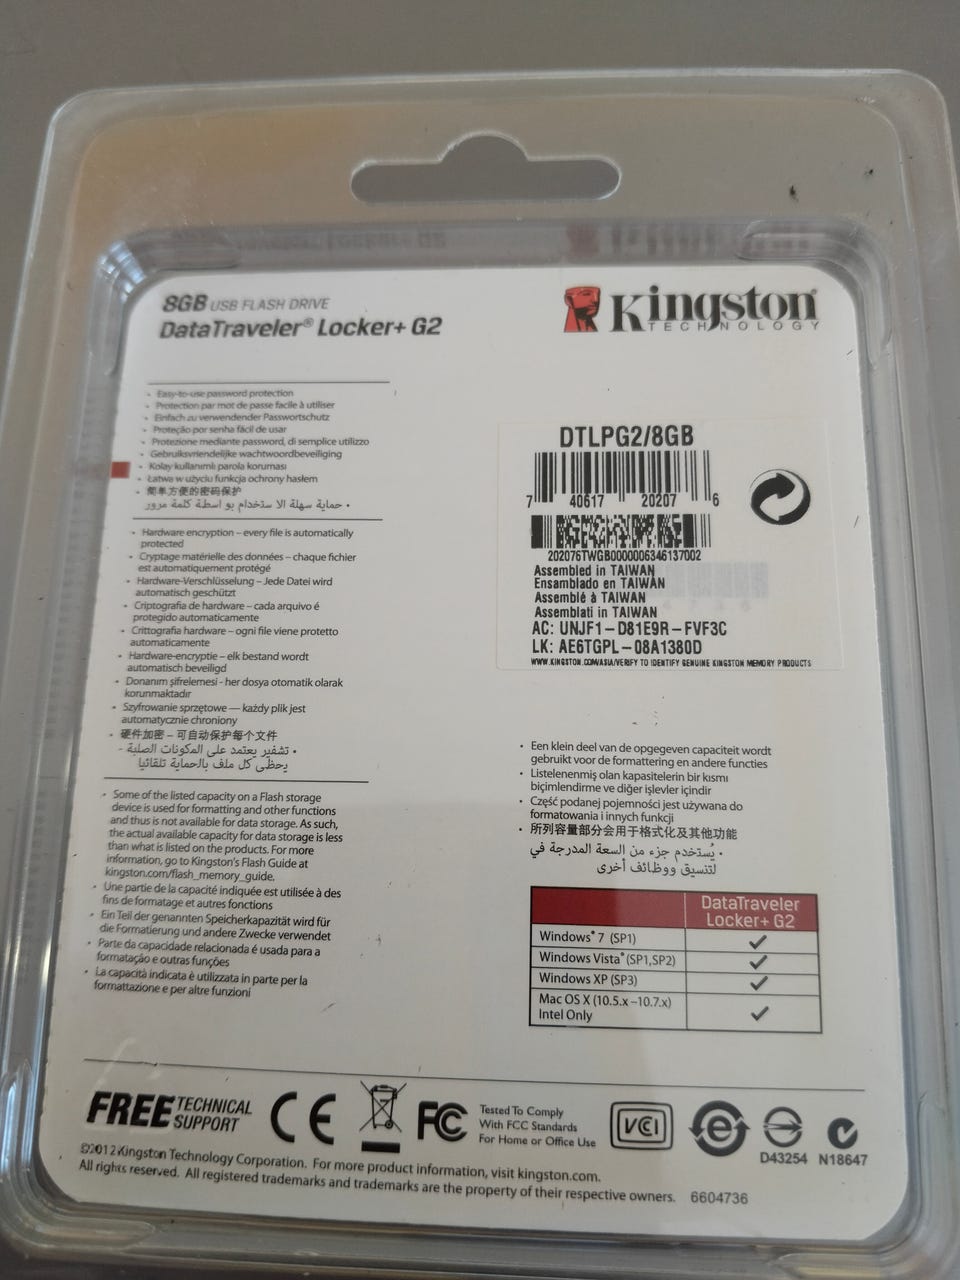 8GB USB FLASH DRIVE
DataTraveler® Locker+ G2
Kingston®
TECHNOLOGY
• Easy-to-use password protection
• Protection par mot de passe facile à utiliser
• Einfach zu verwendender Passwortschutz
• Proteção por senha fácil de usar
• Protezione mediante password, di semplice utilizzo
• Gebruiksvriendelijke wachtwoordbeveiliging
• Kolay kullanımlı parola koruması
• Łatwa w użyciu funkcja ochrony hasłem
• 简单方便的密码保护
• حماية سهلة الا ستخدام بو اسطة كلمة مرور
• Hardware encryption – every file is automatically
protected
• Cryptage matérielle des données – chaque fichier
est automatiquement protégé
• Hardware-Verschlüsselung – Jede Datei wird
automatisch geschützt
• Criptografia de hardware – cada arquivo é
protegido automaticamente
• Crittografia hardware – ogni file viene protetto
automaticamente
• Hardware-encryptie – elk bestand wordt
automatisch beveiligd
• Donanım şifrelemesi - her dosya otomatik olarak
korunmaktadır
• Szyfrowanie sprzętowe — każdy plik jest
automatycznie chroniony
• 硬件加密 – 可自动保护每个文件
• تشفير يعتمد على المكونات الصلبة -
يحظى كل ملف بالحماية تلقائيا
• Some of the listed capacity on a Flash storage
device is used for formatting and other functions
and thus is not available for data storage. As such,
the actual available capacity for data storage is less
than what is listed on the products. For more
information, go to Kingston's Flash Guide at
kingston.com/flash_memory_guide.
• Une partie de la capacité indiquée est utilisée à des
fins de formatage et autres fonctions
• Ein Teil der genannten Speicherkapazität wird für
die Formatierung und andere Zwecke verwendet
• Parte da capacidade relacionada é usada para a
formatação e outras funções
• La capacità indicata è utilizzata in parte per la
formattazione e per altre funzioni
DTLPG2/8GB
7 40617 20207 6
202076TWGB0000006346137002
Assembled in TAIWAN
Ensamblado en TAIWAN
Assemblé à TAIWAN
Assemblati in TAIWAN
AC: UNJF1-D81E9R-FVF3C
LK: AE6TGPL-08A1380D
WWW.KINGSTON.COM/ASIA/VERIFY TO IDENTIFY GENUINE KINGSTON MEMORY PRODUCTS
• Een klein deel van de opgegeven capaciteit wordt
gebruikt voor de formattering en andere functies
• Listelenenmiş olan kapasitelerin bir kısmı
biçimlendirme ve diğer işlevler içindir
• Część podanej pojemności jest używana do
formatowania i innych funkcji
• 所列容量部分会用于格式化及其他功能
• يُستخدم جزء من السعة المدرجة في
لتنسيق ووظائف أخرى
DataTraveler
Locker+ G2
Windows® 7 (SP1)
Windows Vista® (SP1,SP2)
Windows XP (SP3)
Mac OS X (10.5.x –10.7.x)
Intel Only
FREE TECHNICAL
SUPPORT
CE
FC
Tested To Comply
With FCC Standards
For Home or Office Use
VCI
D43254
N18647
©2012 Kingston Technology Corporation. For more product information, visit kingston.com.
All rights reserved. All registered trademarks and trademarks are the property of their respective owners. 6604736